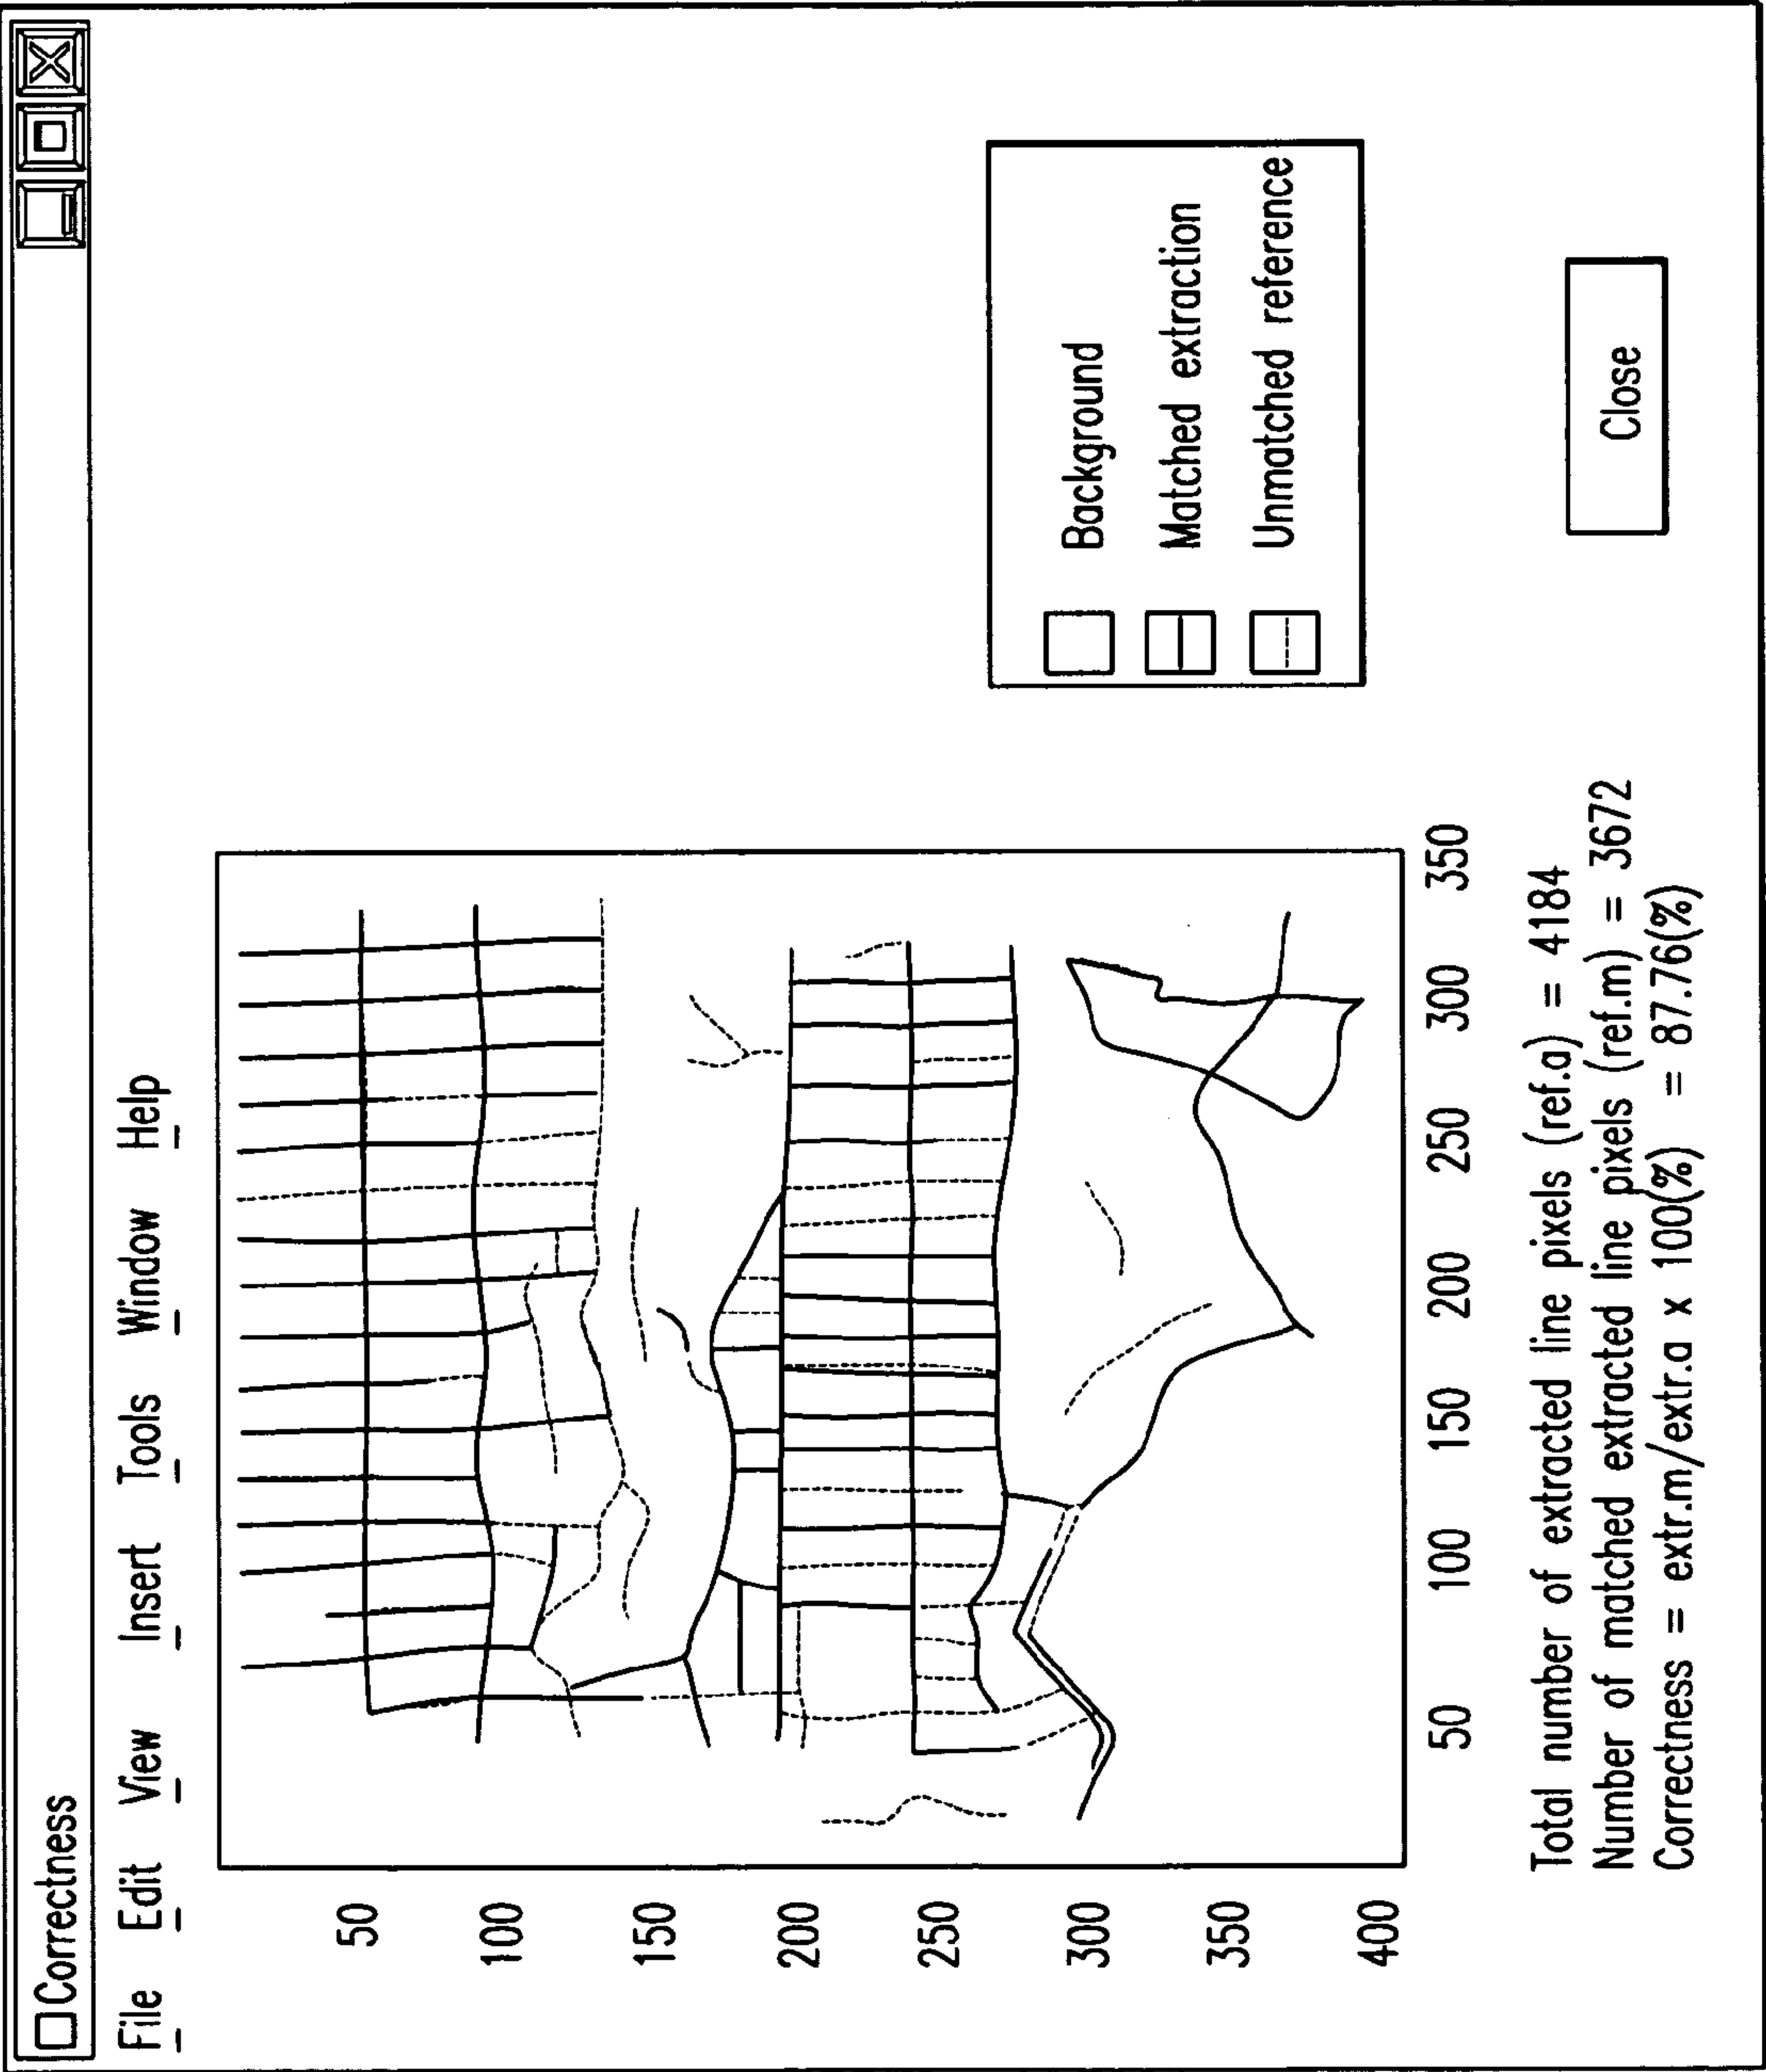 Correctness
File Edit View Insert Tools Window Help
50
100
150
200
250
300
350
400
50 100 150 200 250 300 350
Background
Matched extraction
Unmatched reference
Total number of extracted line pixels (ref.a) = 4184
Number of matched extracted line pixels (ref.m) = 3672
Correctness = extr.m/extr.a x 100(%) = 87.76(%)
Close